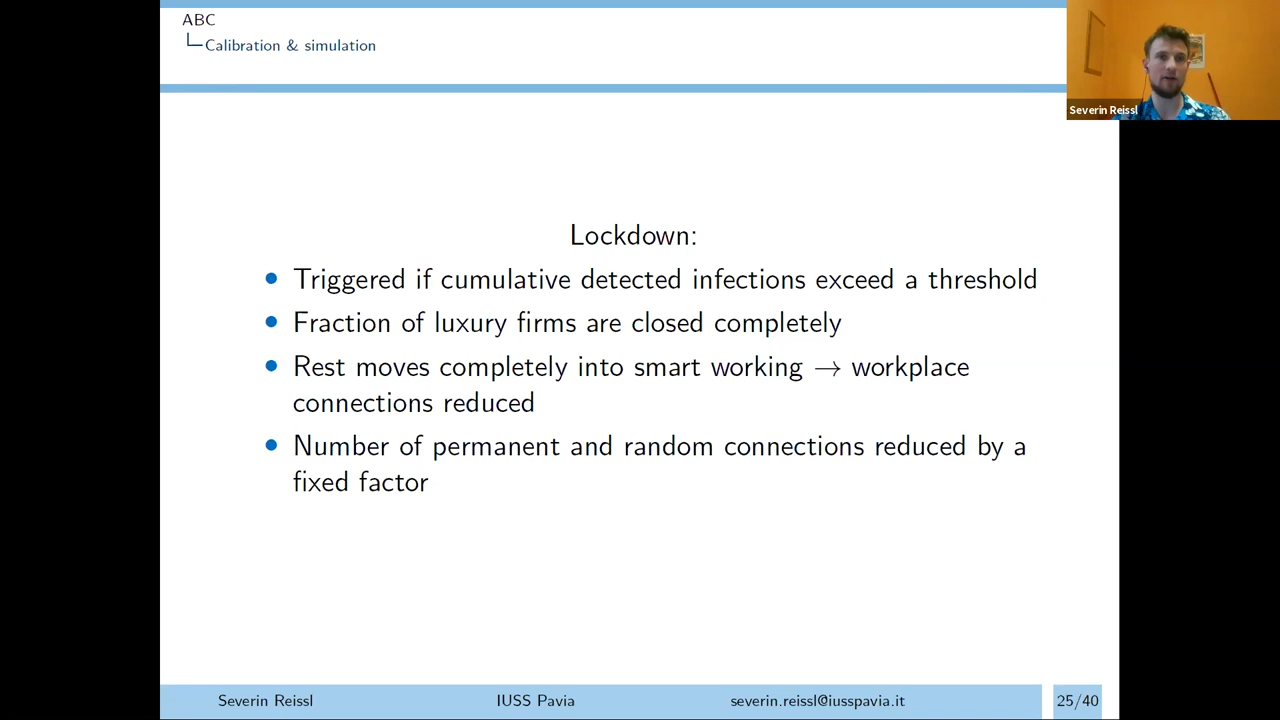 ABC
Calibration & simulation
Severin Reissl
Lockdown:
Triggered if cumulative detected infections exceed a threshold
Fraction of luxury firms are closed completely
Rest moves completely into smart working → workplace
connections reduced
Number of permanent and random connections reduced by a
fixed factor
Severin Reissl IUSS Pavia severin.reissl@iusspavia.it 25/40